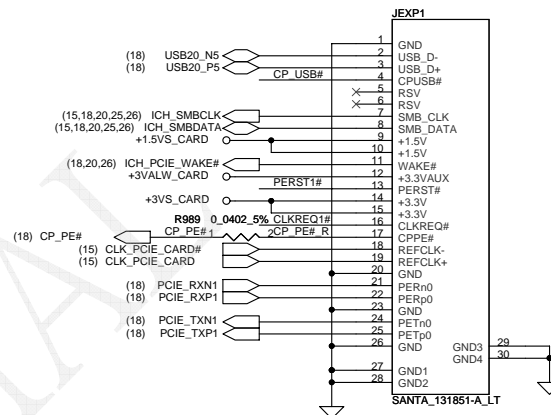 JEXP1
1 GND
(18) USB20_N5 2 USB_D-
(18) USB20_P5 3 USB_D+
CP_USB# 4 CPUSB#
5 RSV
6 RSV
(15,18,20,25,26) ICH_SMBCLK 7 SMB_CLK
(15,18,20,25,26) ICH_SMBDATA 8 SMB_DATA
+1.5VS_CARD 9 +1.5V
10 +1.5V
(18,20,26) ICH_PCIE_WAKE# 11 WAKE#
+3VALW_CARD 12 +3.3VAUX
PERST1# 13 PERST#
+3VS_CARD 14 +3.3V
15 +3.3V
R989 0_0402_5% CLKREQ1# 16 CLKREQ#
(18) CP_PE# CP_PE# 1 2 CP_PE#_R 17 CPPE#
(15) CLK_PCIE_CARD# 18 REFCLK-
(15) CLK_PCIE_CARD 19 REFCLK+
20 GND
(18) PCIE_RXN1 21 PERn0
(18) PCIE_RXP1 22 PERp0
23 GND
(18) PCIE_TXN1 24 PETn0
(18) PCIE_TXP1 25 PETp0
26 GND GND3 29
GND4 30
27 GND1
28 GND2
SANTA_131851-A_LT